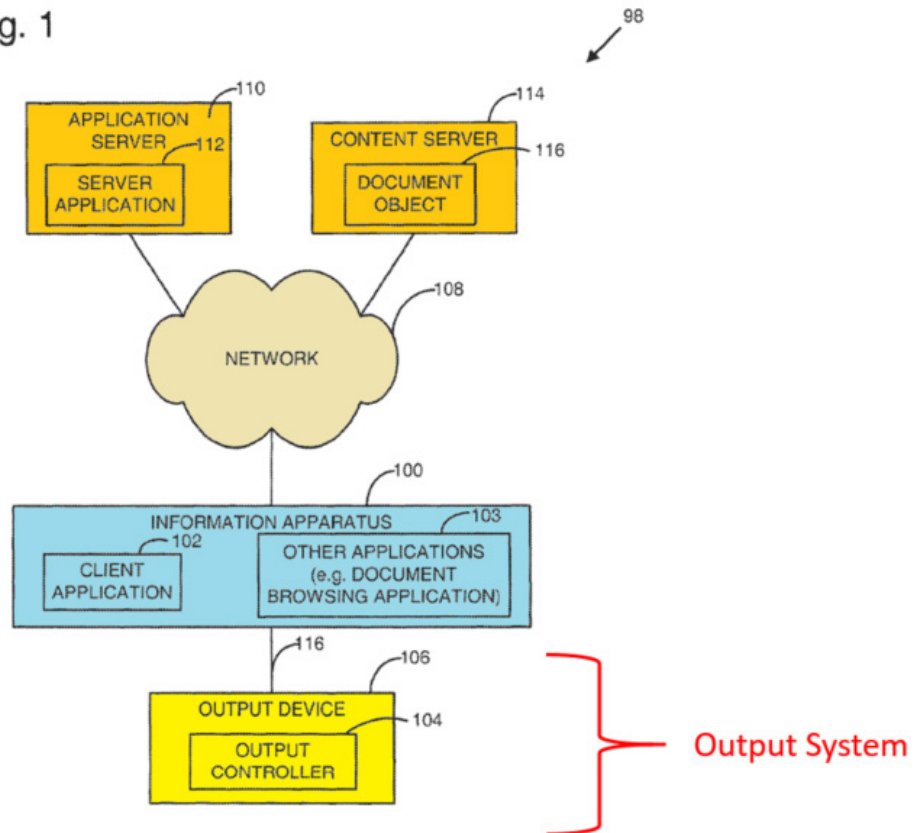 g. 1
98
110
APPLICATION
SERVER
112
SERVER
APPLICATION
114
CONTENT SERVER
116
DOCUMENT
OBJECT
108
NETWORK
100
INFORMATION APPARATUS
103
102
CLIENT
APPLICATION
OTHER APPLICATIONS
(e.g. DOCUMENT
BROWSING APPLICATION)
116
106
OUTPUT DEVICE
104
OUTPUT
CONTROLLER
Output System